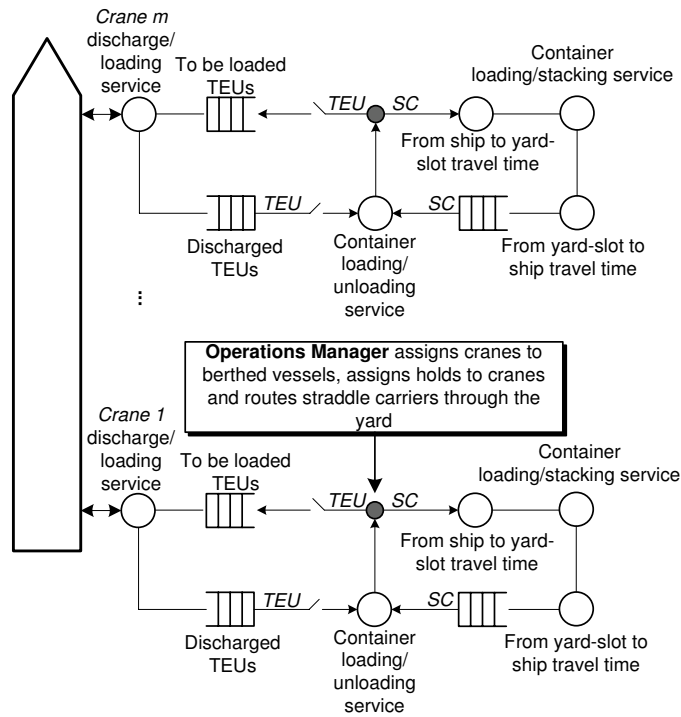 Crane m
discharge/
loading
service
To be loaded
TEUs
TEU
SC
Container
loading/stacking service
From ship to yard-
slot travel time
TEU
SC
Discharged
TEUs
Container
loading/
unloading
service
From yard-slot to
ship travel time
...
Operations Manager assigns cranes to
berthed vessels, assigns holds to cranes
and routes straddle carriers through the
yard
Crane 1
discharge/
loading
service
To be loaded
TEUs
TEU
SC
Container
loading/stacking service
From ship to yard-
slot travel time
TEU
SC
Discharged
TEUs
Container
loading/
unloading
service
From yard-slot to
ship travel time